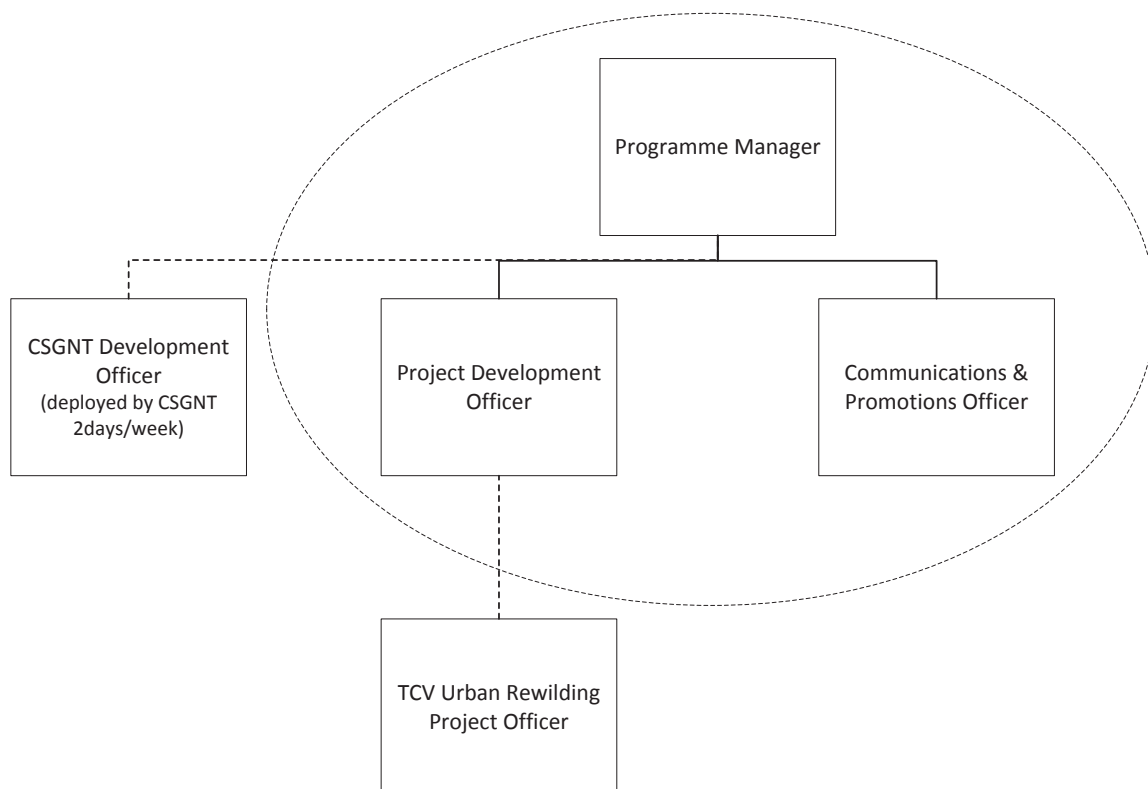 Programme Manager
CSGNT Development
Officer
(deployed by CSGNT
2days/week)
Project Development
Officer
Communications &
Promotions Officer
TCV Urban Rewilding
Project Officer